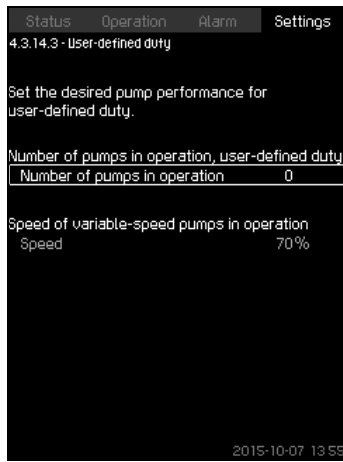 Status Operation Alarm Settings
4.3.14.3 - User-defined duty
Set the desired pump performance for
user-defined duty.
Number of pumps in operation, user-defined duty
Number of pumps in operation 0
Speed of variable-speed pumps in operation
Speed 70%
2015-10-07 13:55